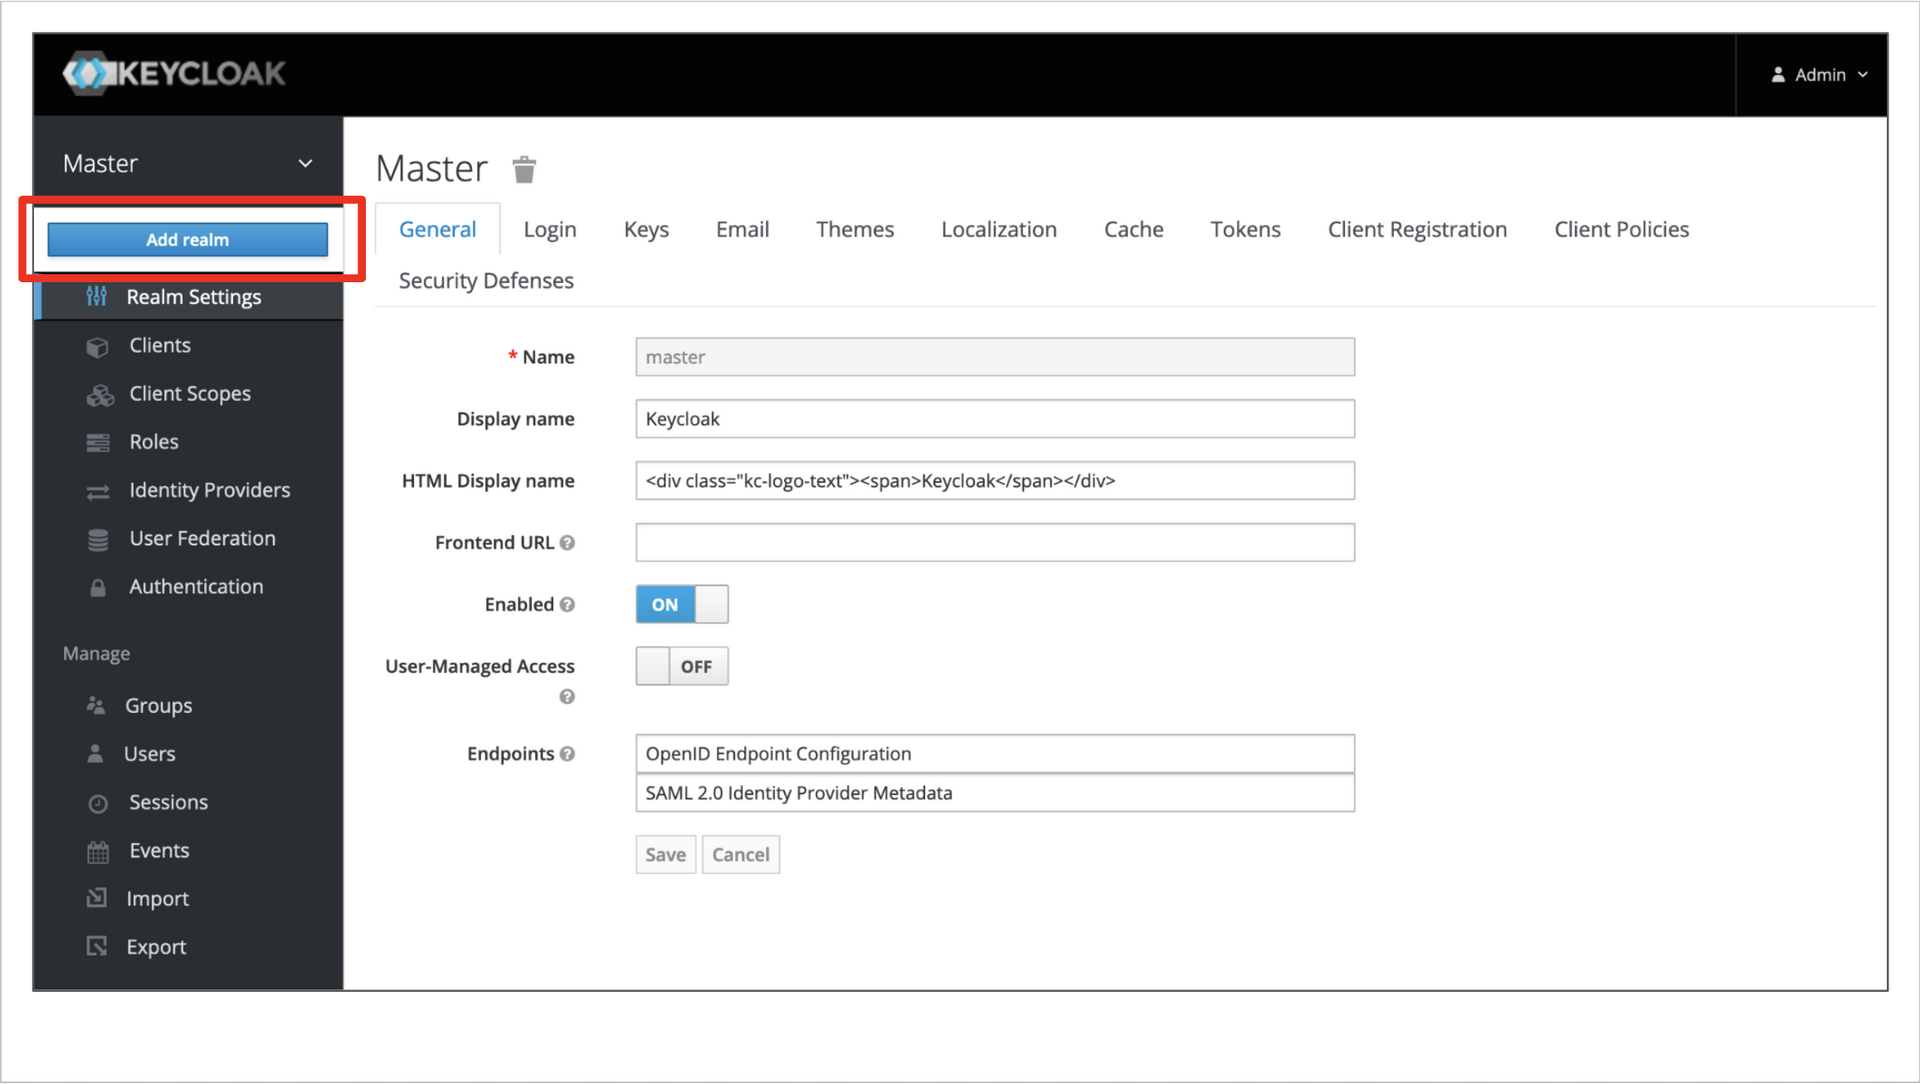 KEYCLOAK
Admin
Master
Add realm
Realm Settings
Clients
Client Scopes
Roles
Identity Providers
User Federation
Authentication
Manage
Groups
Users
Sessions
Events
Import
Export
Master
General Login Keys Email Themes Localization Cache Tokens Client Registration Client Policies
Security Defenses
* Name master
Display name Keycloak
HTML Display name <div class="kc-logo-text"><span>Keycloak</span></div>
Frontend URL ?
Enabled ? ON
User-Managed Access OFF
?
Endpoints ? OpenID Endpoint Configuration
SAML 2.0 Identity Provider Metadata
Save Cancel